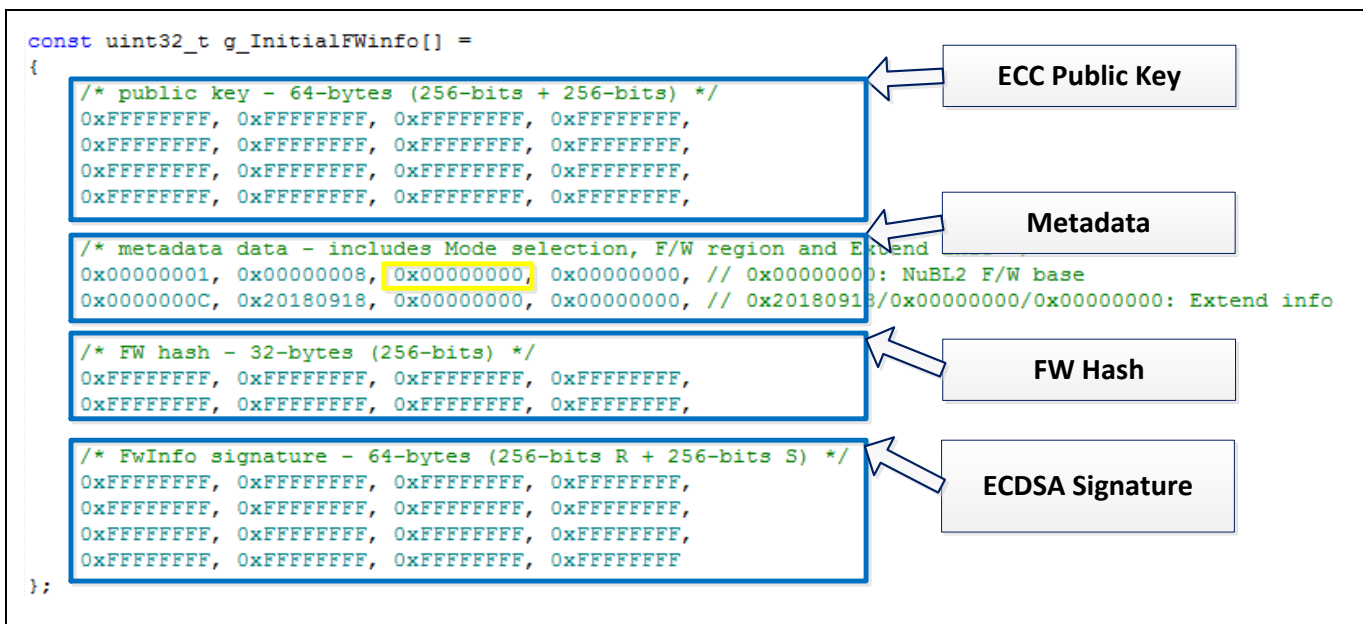 const uint32_t g_InitialFWinfo[] =
{
/* public key - 64-bytes (256-bits + 256-bits) */
0xFFFFFFFF, 0xFFFFFFFF, 0xFFFFFFFF, 0xFFFFFFFF,
0xFFFFFFFF, 0xFFFFFFFF, 0xFFFFFFFF, 0xFFFFFFFF,
0xFFFFFFFF, 0xFFFFFFFF, 0xFFFFFFFF, 0xFFFFFFFF,
0xFFFFFFFF, 0xFFFFFFFF, 0xFFFFFFFF, 0xFFFFFFFF,
ECC Public Key
/* metadata data - includes Mode selection, F/W region and Extend
0x00000001, 0x00000008, 0x00000000, 0x00000000, // 0x00000000: NuBL2 F/W base
0x0000000C, 0x20180918, 0x00000000, 0x00000000, // 0x20180918/0x00000000/0x00000000: Extend info
Metadada
/* FW hash - 32-bytes (256-bits) */
0xFFFFFFFF, 0xFFFFFFFF, 0xFFFFFFFF, 0xFFFFFFFF,
0xFFFFFFFF, 0xFFFFFFFF, 0xFFFFFFFF, 0xFFFFFFFF,
FW Hash
/* FwInfo signature - 64-bytes (256-bits R + 256-bits S) */
0xFFFFFFFF, 0xFFFFFFFF, 0xFFFFFFFF, 0xFFFFFFFF,
0xFFFFFFFF, 0xFFFFFFFF, 0xFFFFFFFF, 0xFFFFFFFF,
0xFFFFFFFF, 0xFFFFFFFF, 0xFFFFFFFF, 0xFFFFFFFF,
0xFFFFFFFF, 0xFFFFFFFF, 0xFFFFFFFF, 0xFFFFFFFF
ECDSA Signature
};